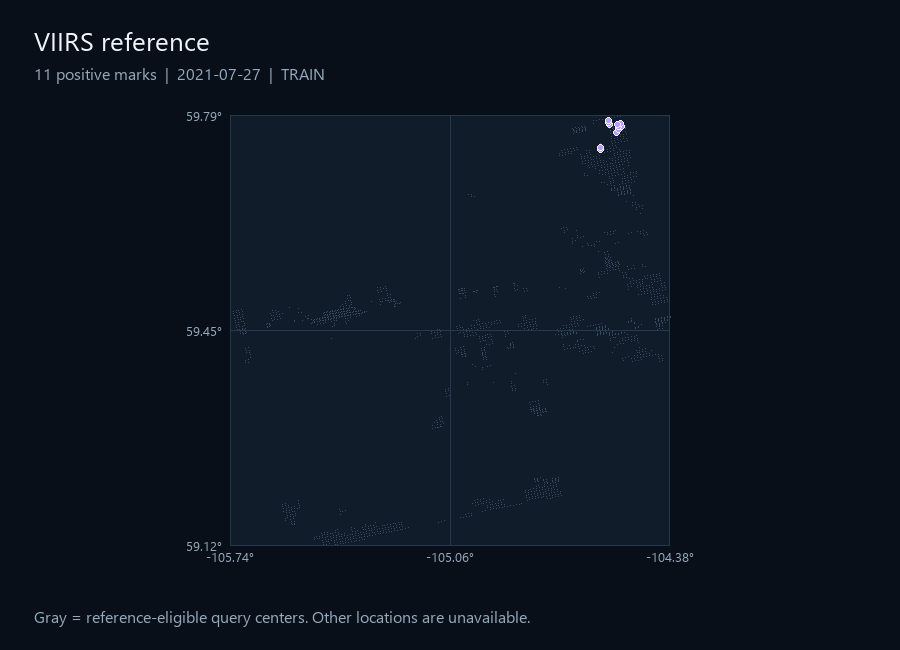 VIIRS reference
11 positive marks | 2021-07-27 | TRAIN
59.79°
59.45°
59.12°
-105.74°
-105.06°
-104.38°
Gray = reference-eligible query centers. Other locations are unavailable.